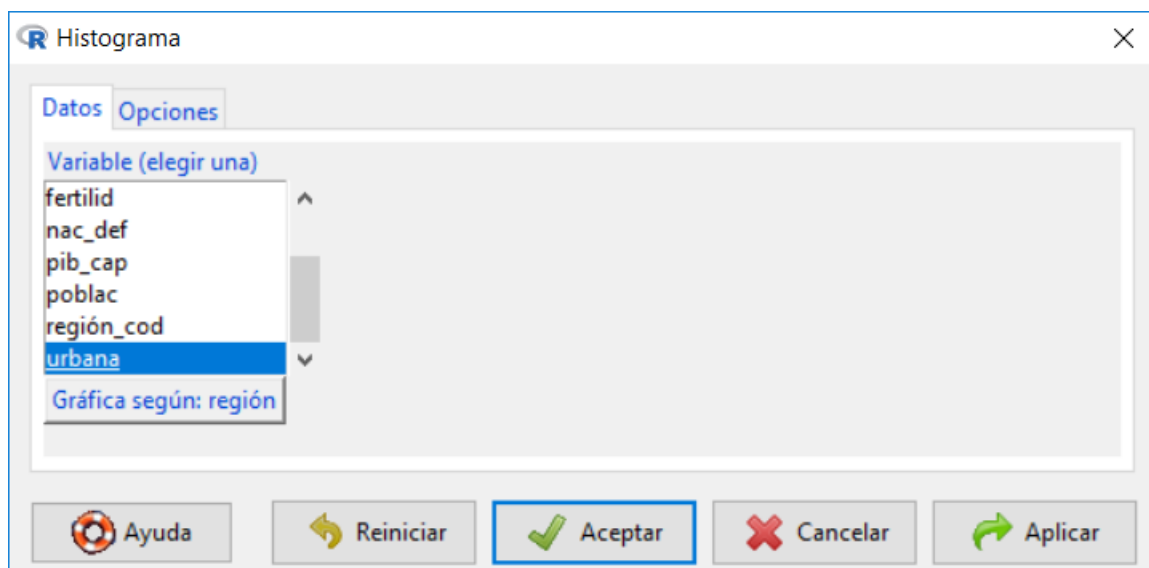 Histograma
Datos Opciones
Variable (elegir una)
fertilid
nac_def
pib_cap
poblac
región_cod
urbana
Gráfica según: región
Ayuda Reiniciar Aceptar Cancelar Aplicar